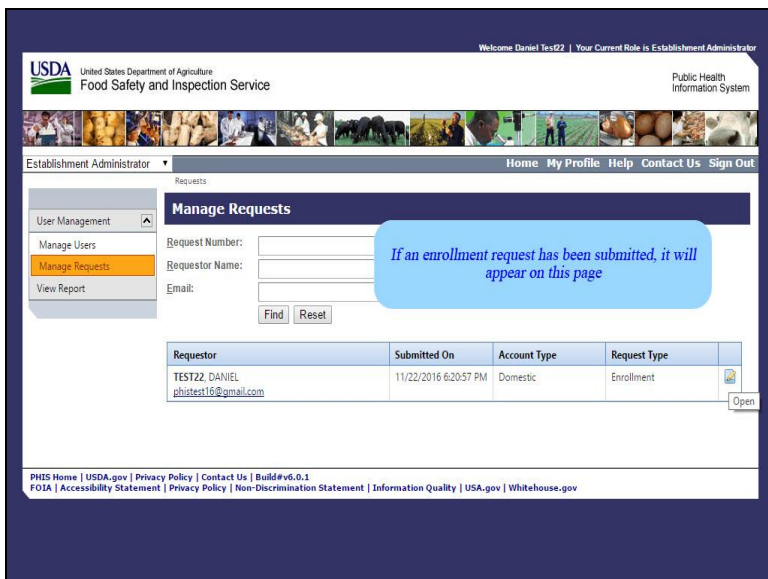 Welcome Daniel Test22 | Your Current Role is Establishment Administrator
USDA
United States Department of Agriculture
Food Safety and Inspection Service
Public Health
Information System
Establishment Administrator
Home My Profile Help Contact Us Sign Out
Requests
User Management
Manage Users
Manage Requests
View Report
Manage Requests
Request Number:
Requestor Name:
Email:
Find Reset
If an enrollment request has been submitted, it will
appear on this page
Requestor Submitted On Account Type Request Type
TEST22, DANIEL 11/22/2016 6:20:57 PM Domestic Enrollment
phistest16@gmail.com
Open
PHIS Home | USDA.gov | Privacy Policy | Contact Us | Build#v6.0.1
FOIA | Accessibility Statement | Privacy Policy | Non-Discrimination Statement | Information Quality | USA.gov | Whitehouse.gov